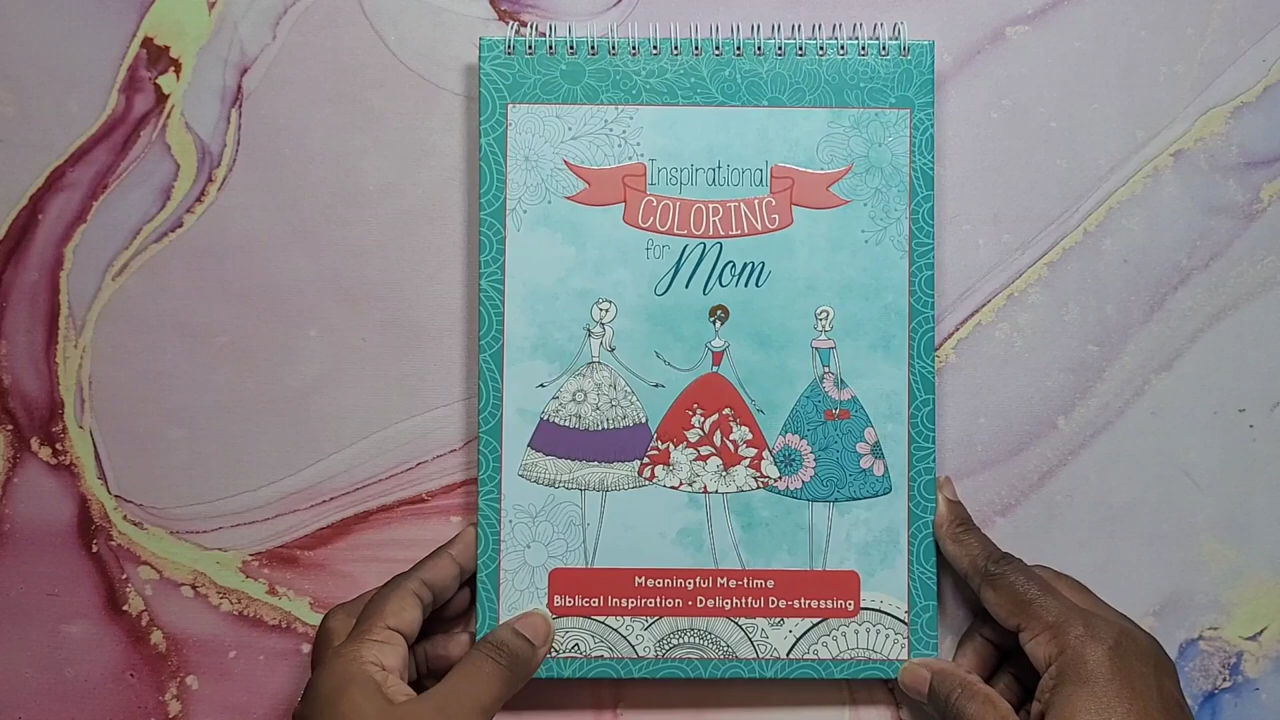 Inspirational
COLORING
for Mom
Meaningful Me-time
Biblical Inspiration • Delightful De-stressing